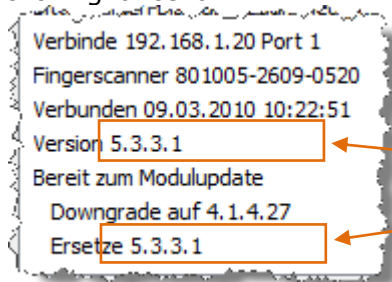 Verbinde 192.168.1.20 Port 1
Fingerscanner 801005-2609-0520
Verbunden 09.03.2010 10:22:51
Version 5.3.3.1
Bereit zum Modulupdate
Downgrade auf 4.1.4.27
Ersetze 5.3.3.1